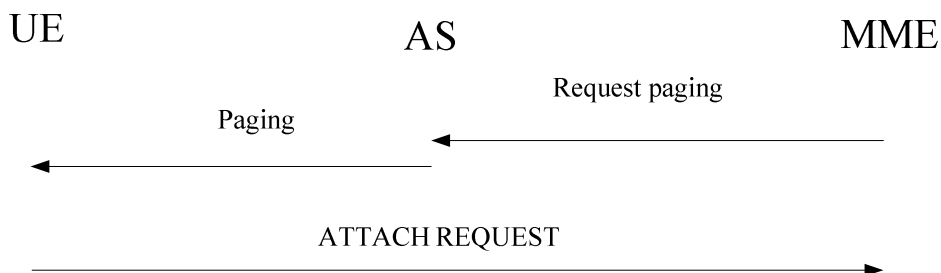 UE
AS
MME
Request paging
Paging
ATTACH REQUEST